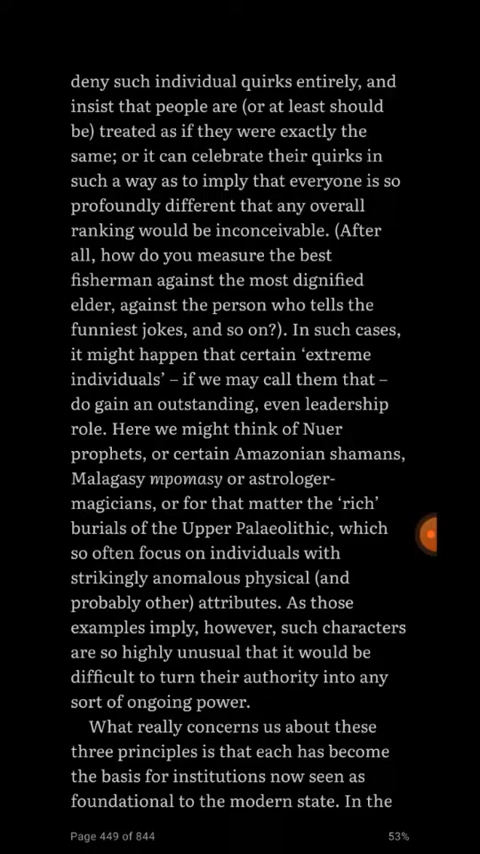 deny such individual quirks entirely, and
insist that people are (or at least should
be) treated as if they were exactly the
same; or it can celebrate their quirks in
such a way as to imply that everyone is so
profoundly different that any overall
ranking would be inconceivable. (After
all, how do you measure the best
fisherman against the most dignified
elder, against the person who tells the
funniest jokes, and so on?). In such cases,
it might happen that certain ‘extreme
individuals’ – if we may call them that –
do gain an outstanding, even leadership
role. Here we might think of Nuer
prophets, or certain Amazonian shamans,
Malagasy mpomasy or astrologer-
magicians, or for that matter the ‘rich’
burials of the Upper Palaeolithic, which
so often focus on individuals with
strikingly anomalous physical (and
probably other) attributes. As those
examples imply, however, such characters
are so highly unusual that it would be
difficult to turn their authority into any
sort of ongoing power.
What really concerns us about these
three principles is that each has become
the basis for institutions now seen as
foundational to the modern state. In the
Page 449 of 844
53%